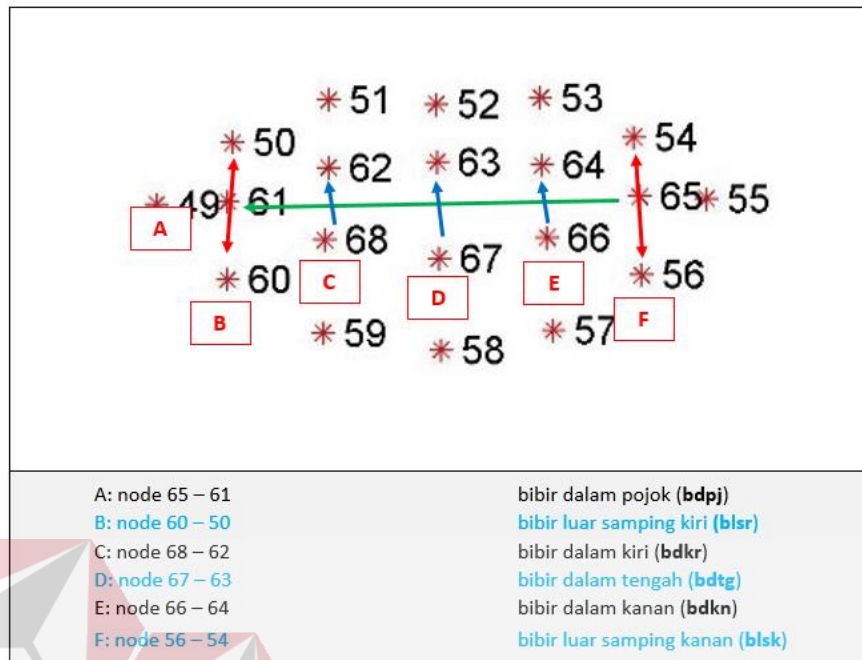 51 52 53
50 54
62 63 64
49 61 65 55
A
68 67 66
60 56
C D E
B F
59 58 57
A: node 65 – 61 bibir dalam pojok (bdpj)
B: node 60 – 50 bibir luar samping kiri (blsr)
C: node 68 – 62 bibir dalam kiri (bdkr)
D: node 67 – 63 bibir dalam tengah (bdtg)
E: node 66 – 64 bibir dalam kanan (bdkn)
F: node 56 – 54 bibir luar samping kanan (blsk)